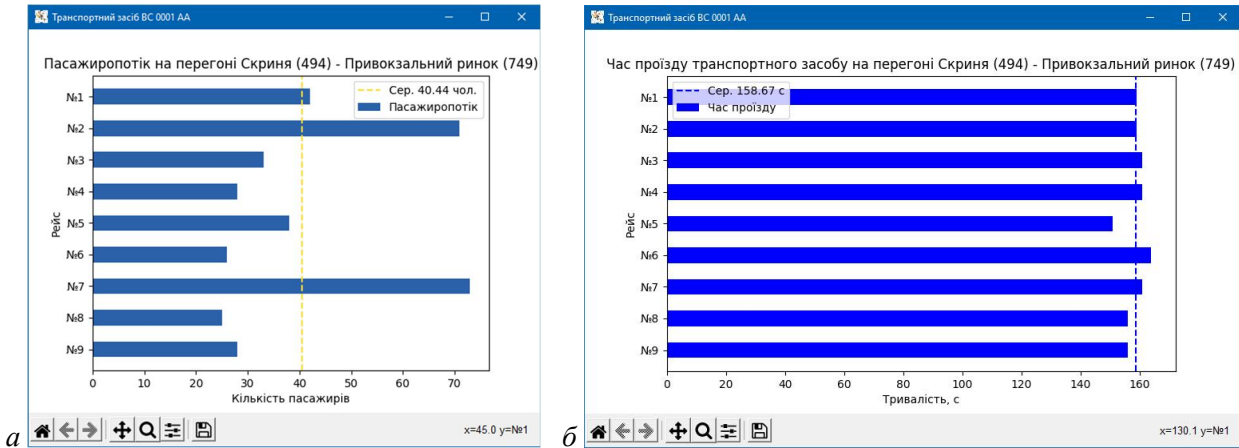 Транспортний засіб BC 0001 AA
Пасажиропотік на перегоні Скриня (494) - Привокзальний ринок (749)
Сер. 40.44 чол.
Пасажиропотік
Рейс
№1
№2
№3
№4
№5
№6
№7
№8
№9
0 10 20 30 40 50 60 70
Кількість пасажирів
x=45.0 y=№1
а
Транспортний засіб BC 0001 AA
Час проїзду транспортного засобу на перегоні Скриня (494) - Привокзальний ринок (749)
Сер. 158.67 с
Час проїзду
Рейс
№1
№2
№3
№4
№5
№6
№7
№8
№9
0 20 40 60 80 100 120 140 160
Тривалість, с
x=130.1 y=№1
б